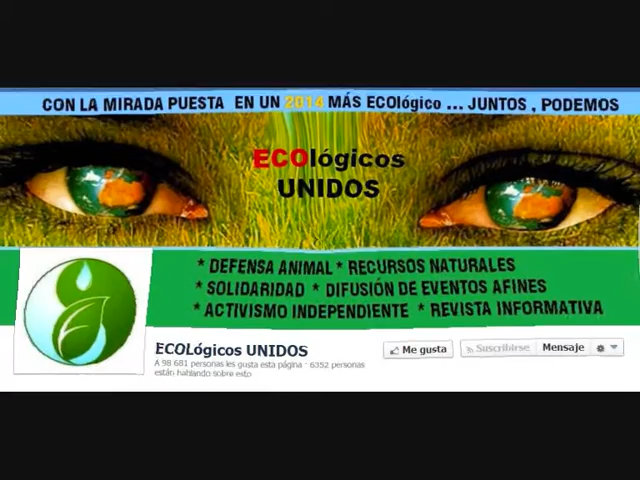 CON LA MIRADA PUESTA EN UN 2014 MÁS ECOlógico ... JUNTOS , PODEMOS
ECOlógicos
UNIDOS
* DEFENSA ANIMAL * RECURSOS NATURALES
* SOLIDARIDAD * DIFUSIÓN DE EVENTOS AFINES
* ACTIVISMO INDEPENDIENTE * REVISTA INFORMATIVA
ECOLógicos UNIDOS
A 98 681 personas les gusta esta página · 6352 personas
están hablando sobre esto
Me gusta
Suscribirse
Mensaje